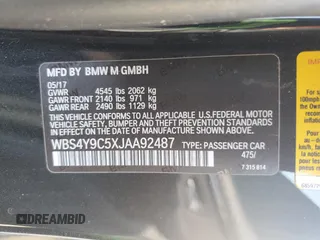 MFD BY BMW M GMBH
05/17
GVWR 4545 lbs 2062 kg
GAWR FRONT 2140 lbs 971 kg
GAWR REAR 2490 lbs 1129 kg
THIS VEHICLE CONFORMS TO ALL APPLICABLE U.S. FEDERAL MOTOR
VEHICLE SAFETY, BUMPER, AND THEFT PREVENTION STANDARDS
IN EFFECT ON THE DATE OF MANUFACTURE SHOWN ABOVE.
WBS4Y9C5XJAA92487 TYPE: PASSENGER CAR
475/
7 315 814